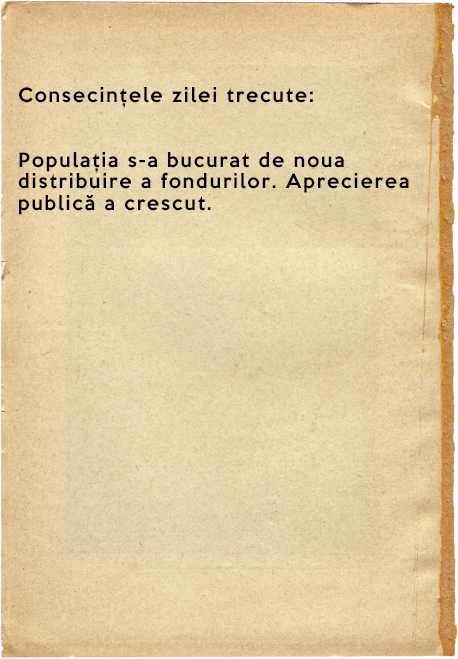 Consecințele zilei trecute:
Populația s-a bucurat de noua
distribuire a fondurilor. Aprecierea
publică a crescut.